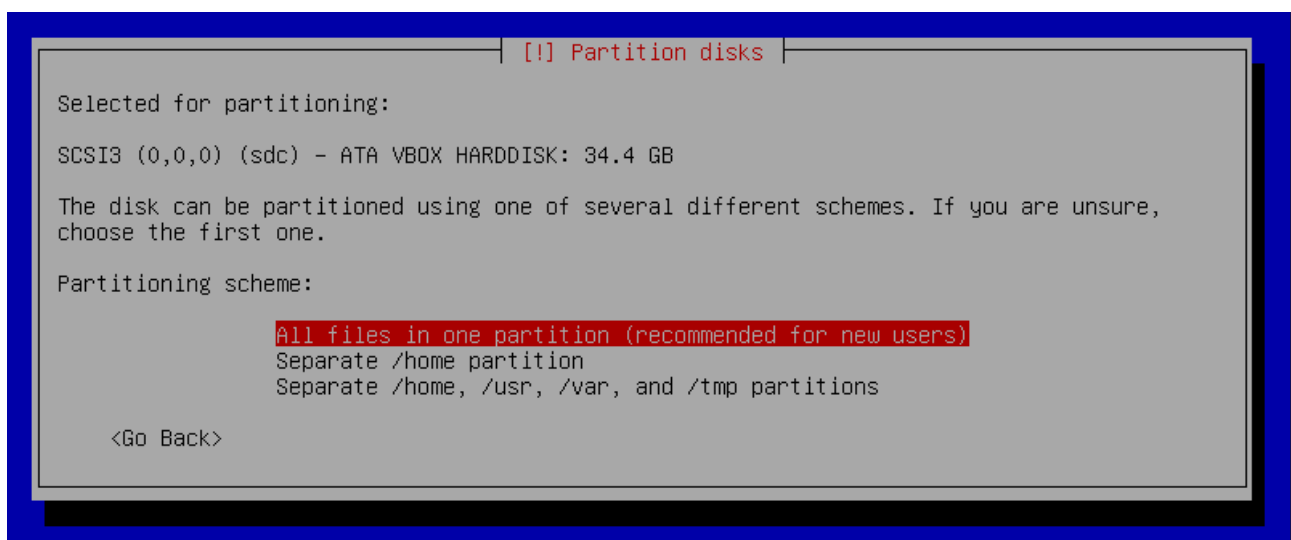 [!] Partition disks
Selected for partitioning:
SCSI3 (0,0,0) (sdc) – ATA VBOX HARDDISK: 34.4 GB
The disk can be partitioned using one of several different schemes. If you are unsure,
choose the first one.
Partitioning scheme:
All files in one partition (recommended for new users)
Separate /home partition
Separate /home, /usr, /var, and /tmp partitions
<Go Back>